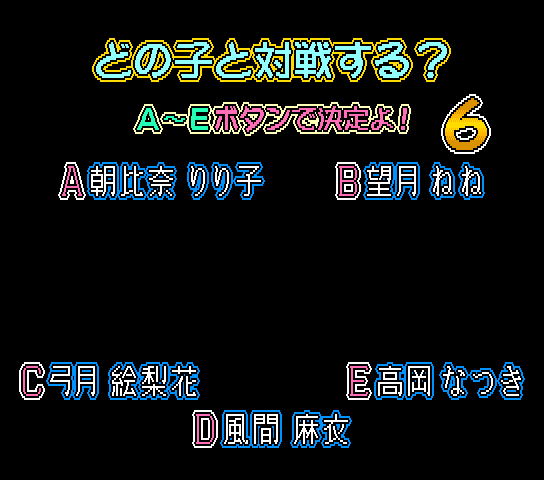 どの子と対戦する？
A～Eボタンで決定よ！
6
A朝比奈 りり子
B望月 ねね
C弓月 絵梨花
E高岡 なつき
D風間 麻衣